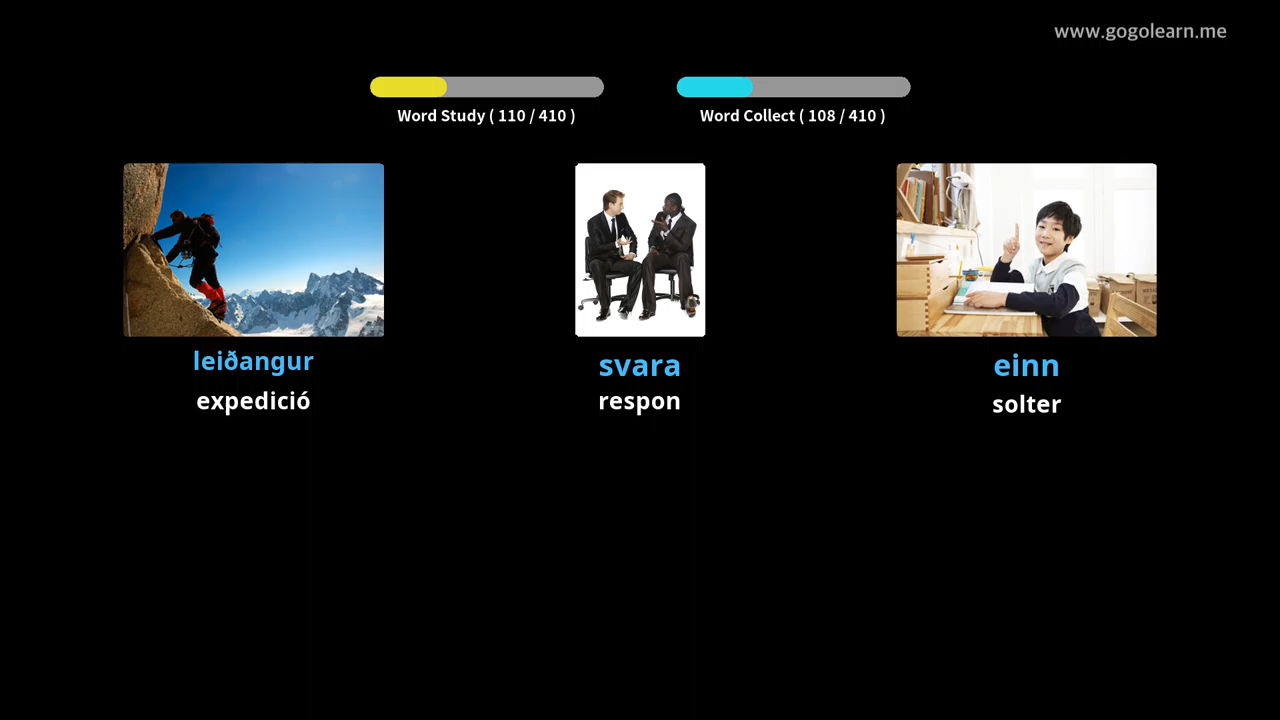 www.gogolearn.me
Word Study ( 110 / 410 )
Word Collect ( 108 / 410 )
leiðangur
expedició
svara
respon
einn
solter